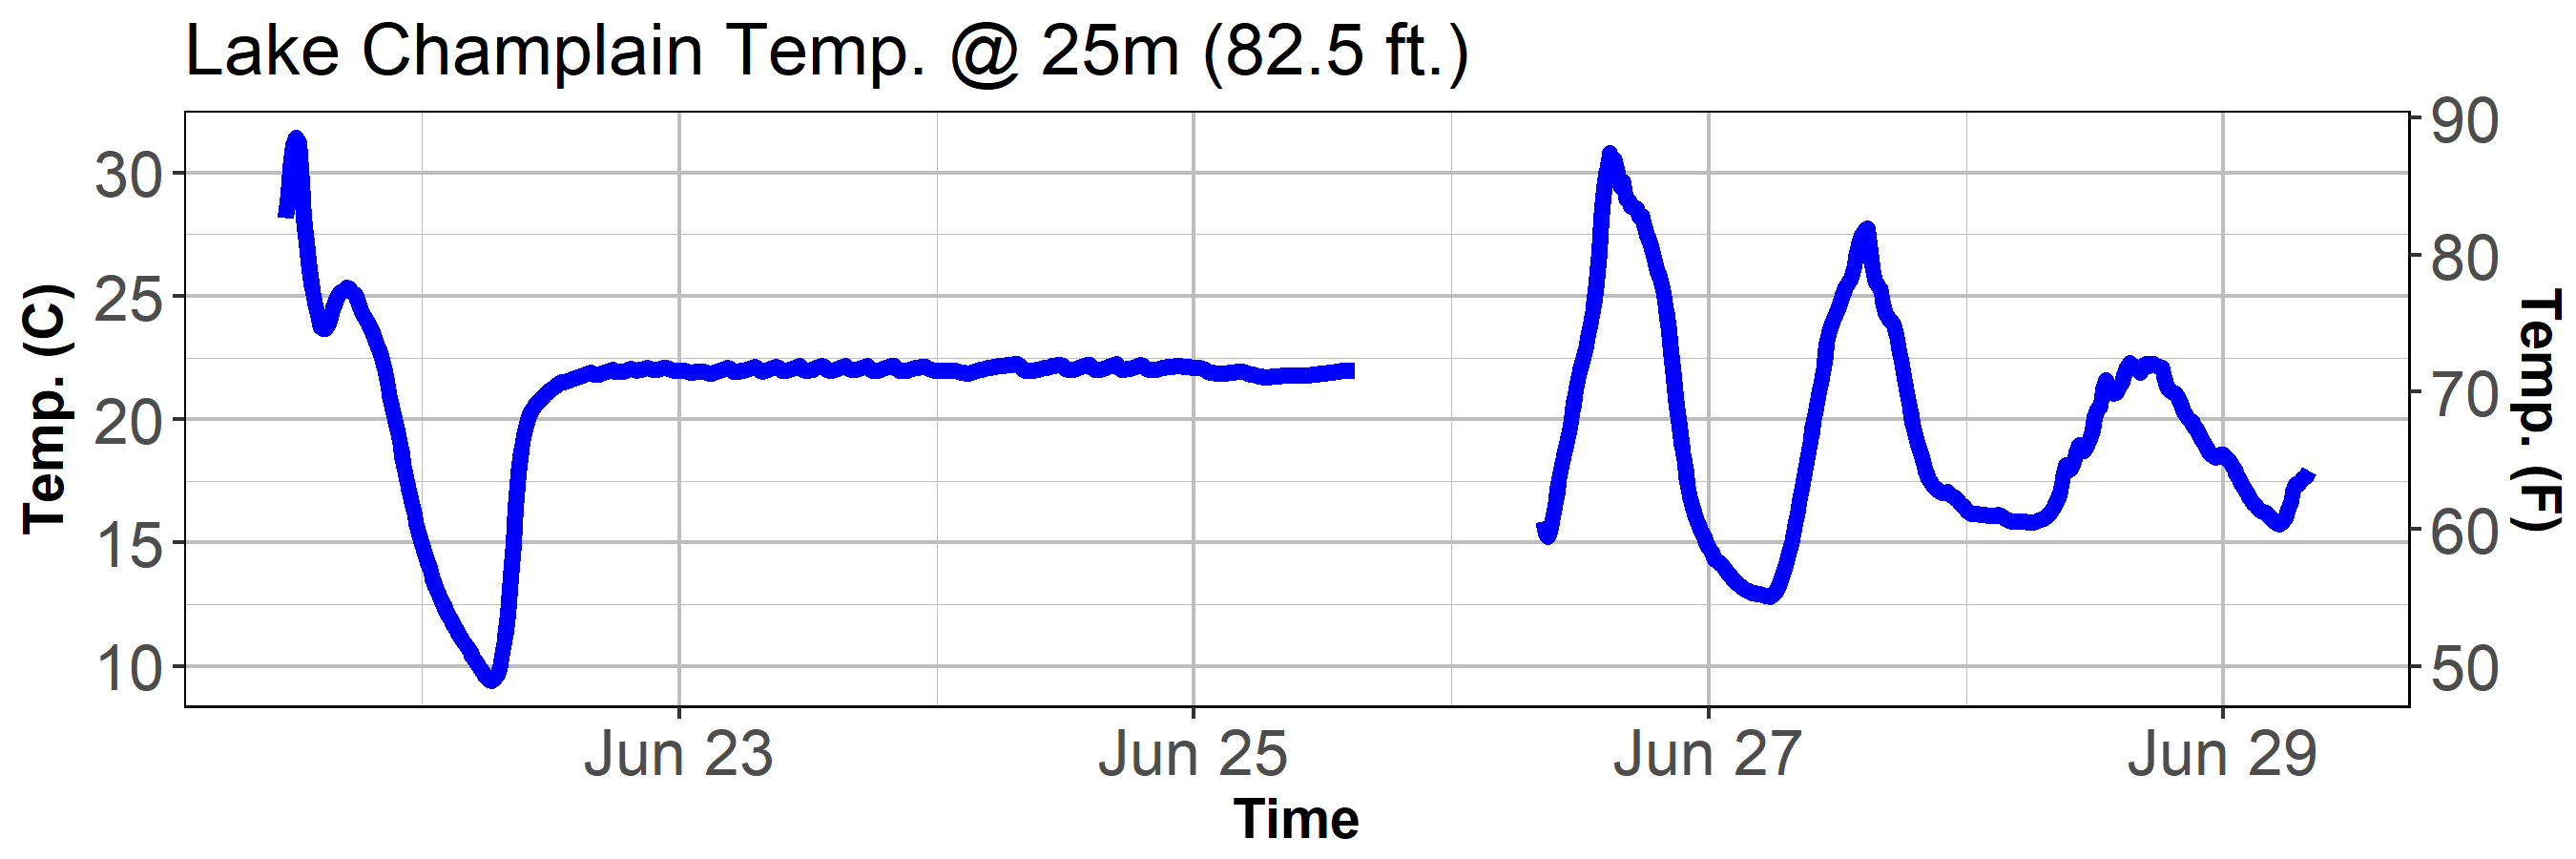 Lake Champlain Temp. @ 25m (82.5 ft.)
Temp. (C)
30
25
20
15
10
90
80
70
60
50
Temp. (F)
Jun 23 Jun 25 Jun 27 Jun 29
Time